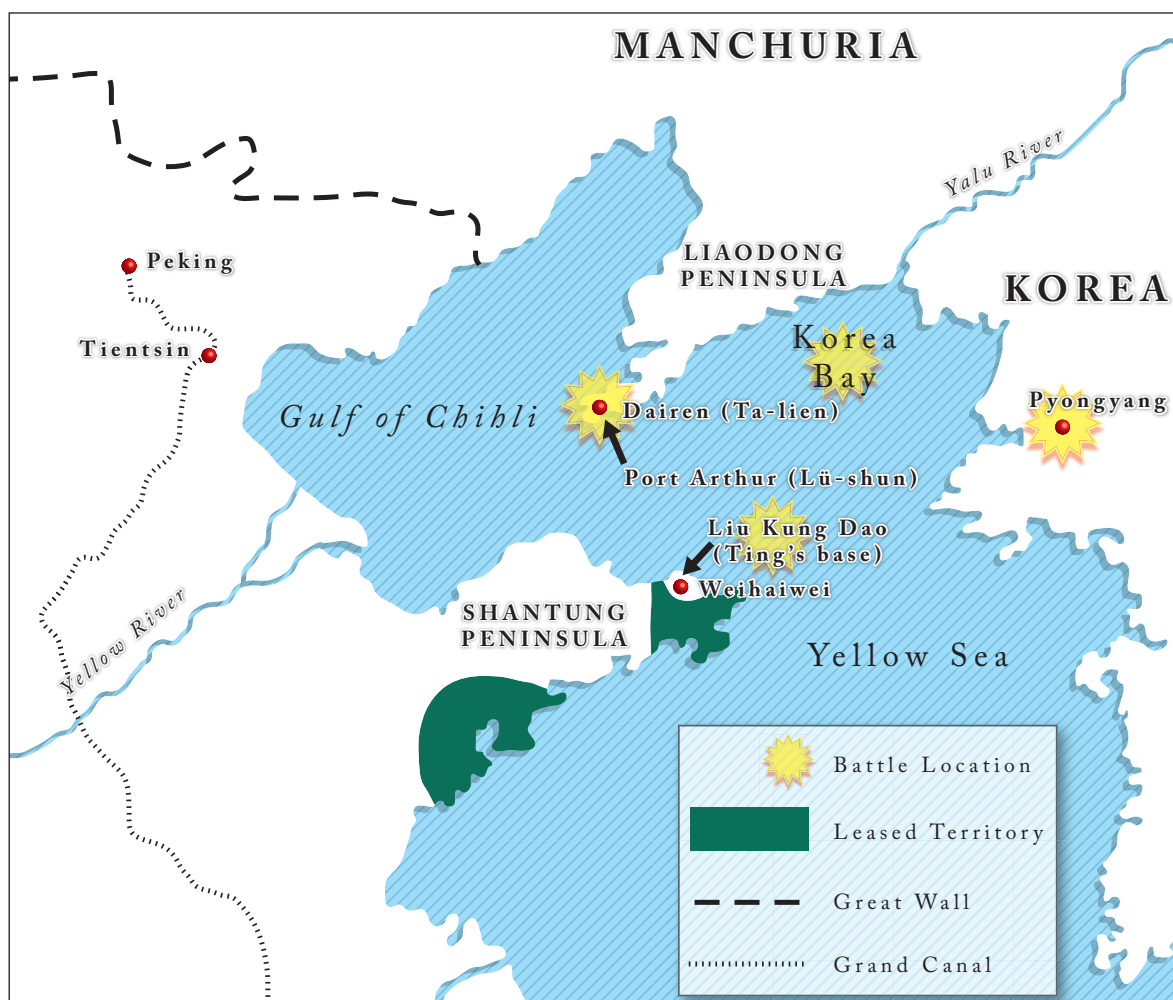 MANCHURIA
Yalu River
Peking
LIAODONG
PENINSULA
KOREA
Tientsin
Korea
Bay
Gulf of Chihli
Dairen (Ta-lien)
Pyongyang
Port Arthur (Lü-shun)
Liu Kung Dao
(Ting's base)
Weihaiwei
SHANTUNG
PENINSULA
Yellow River
Yellow Sea
Battle Location
Leased Territory
Great Wall
Grand Canal